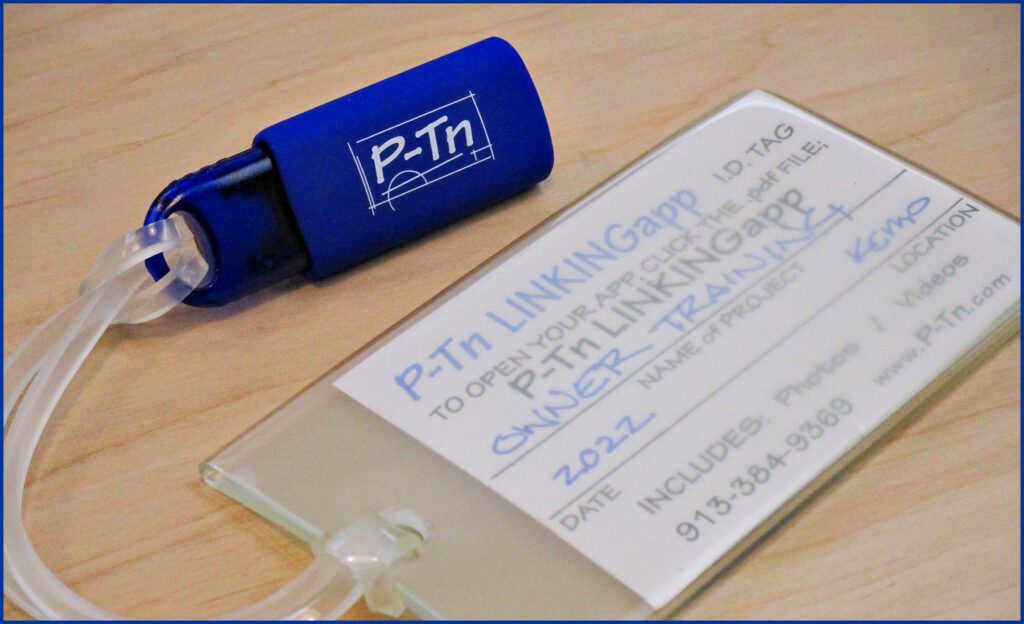 P-Tn
P-Tn LINKINGapp I.D. TAG
TO OPEN YOUR APP CLICK THE .pdf FILE;
P-Tn LINKINGapp
OWNER TRAINING
NAME of PROJECT
2022 KCMO
DATE LOCATION
INCLUDES: Photos / Videos
913-384-9369 www.P-Tn.com